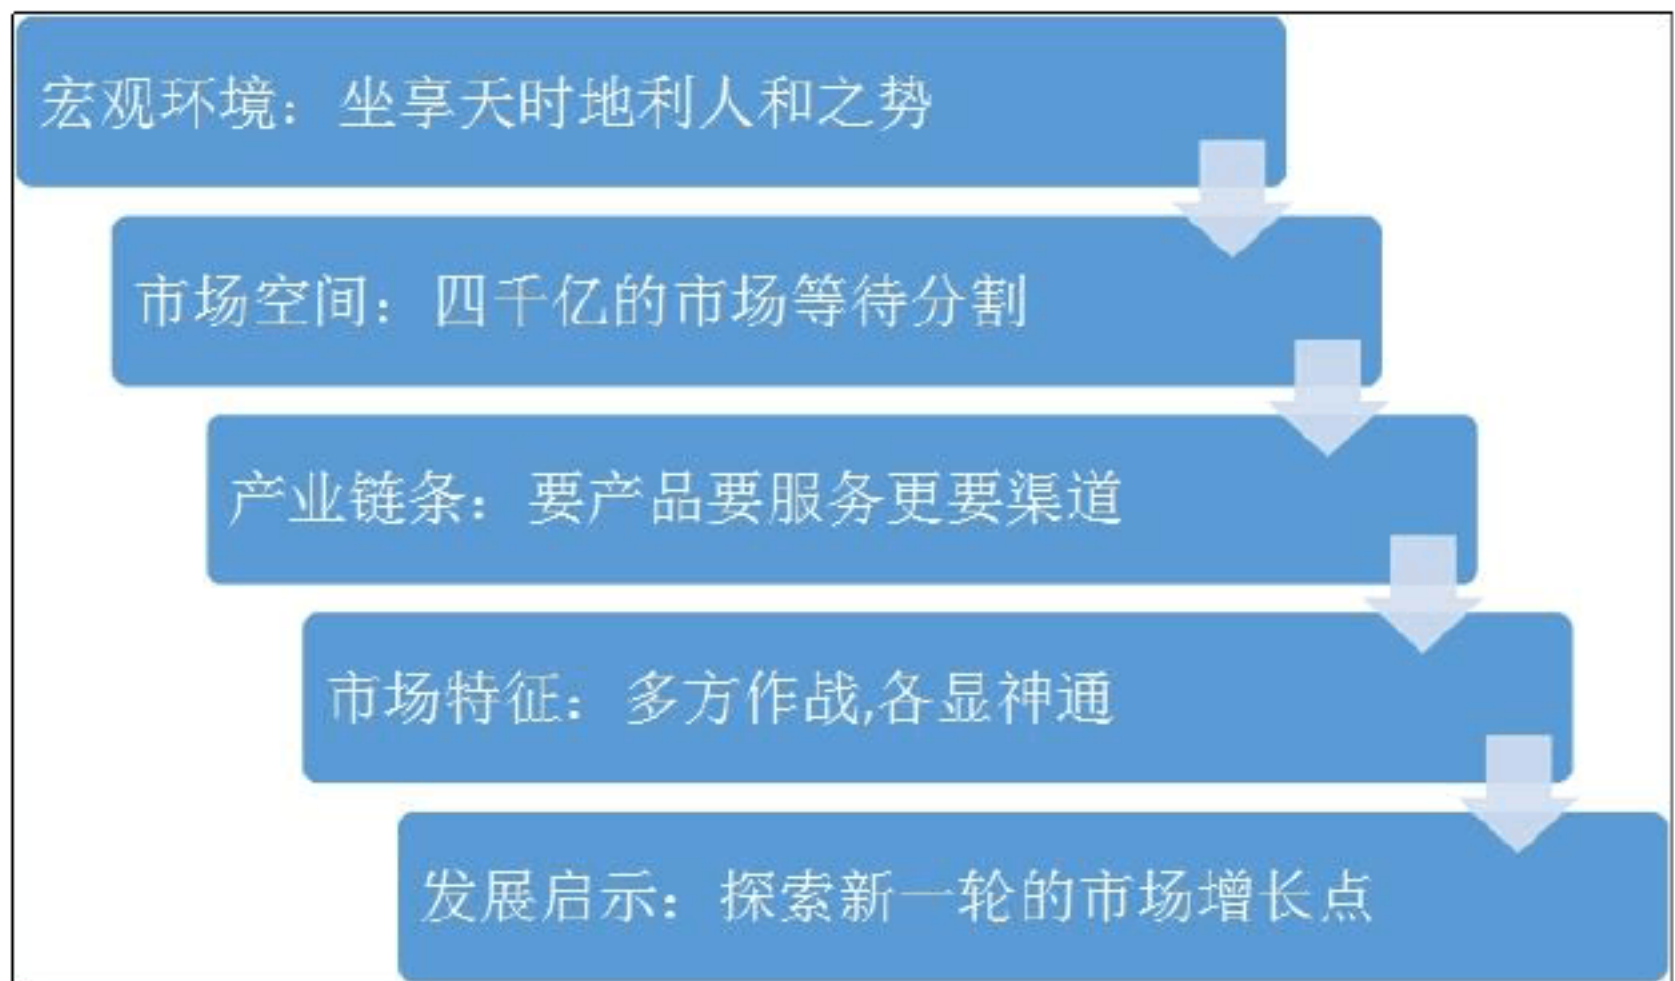 宏观环境：坐享天时地利人和之势
市场空间：四千亿的市场等待分割
产业链条：要产品要服务更要渠道
市场特征：多方作战,各显神通
发展启示：探索新一轮的市场增长点